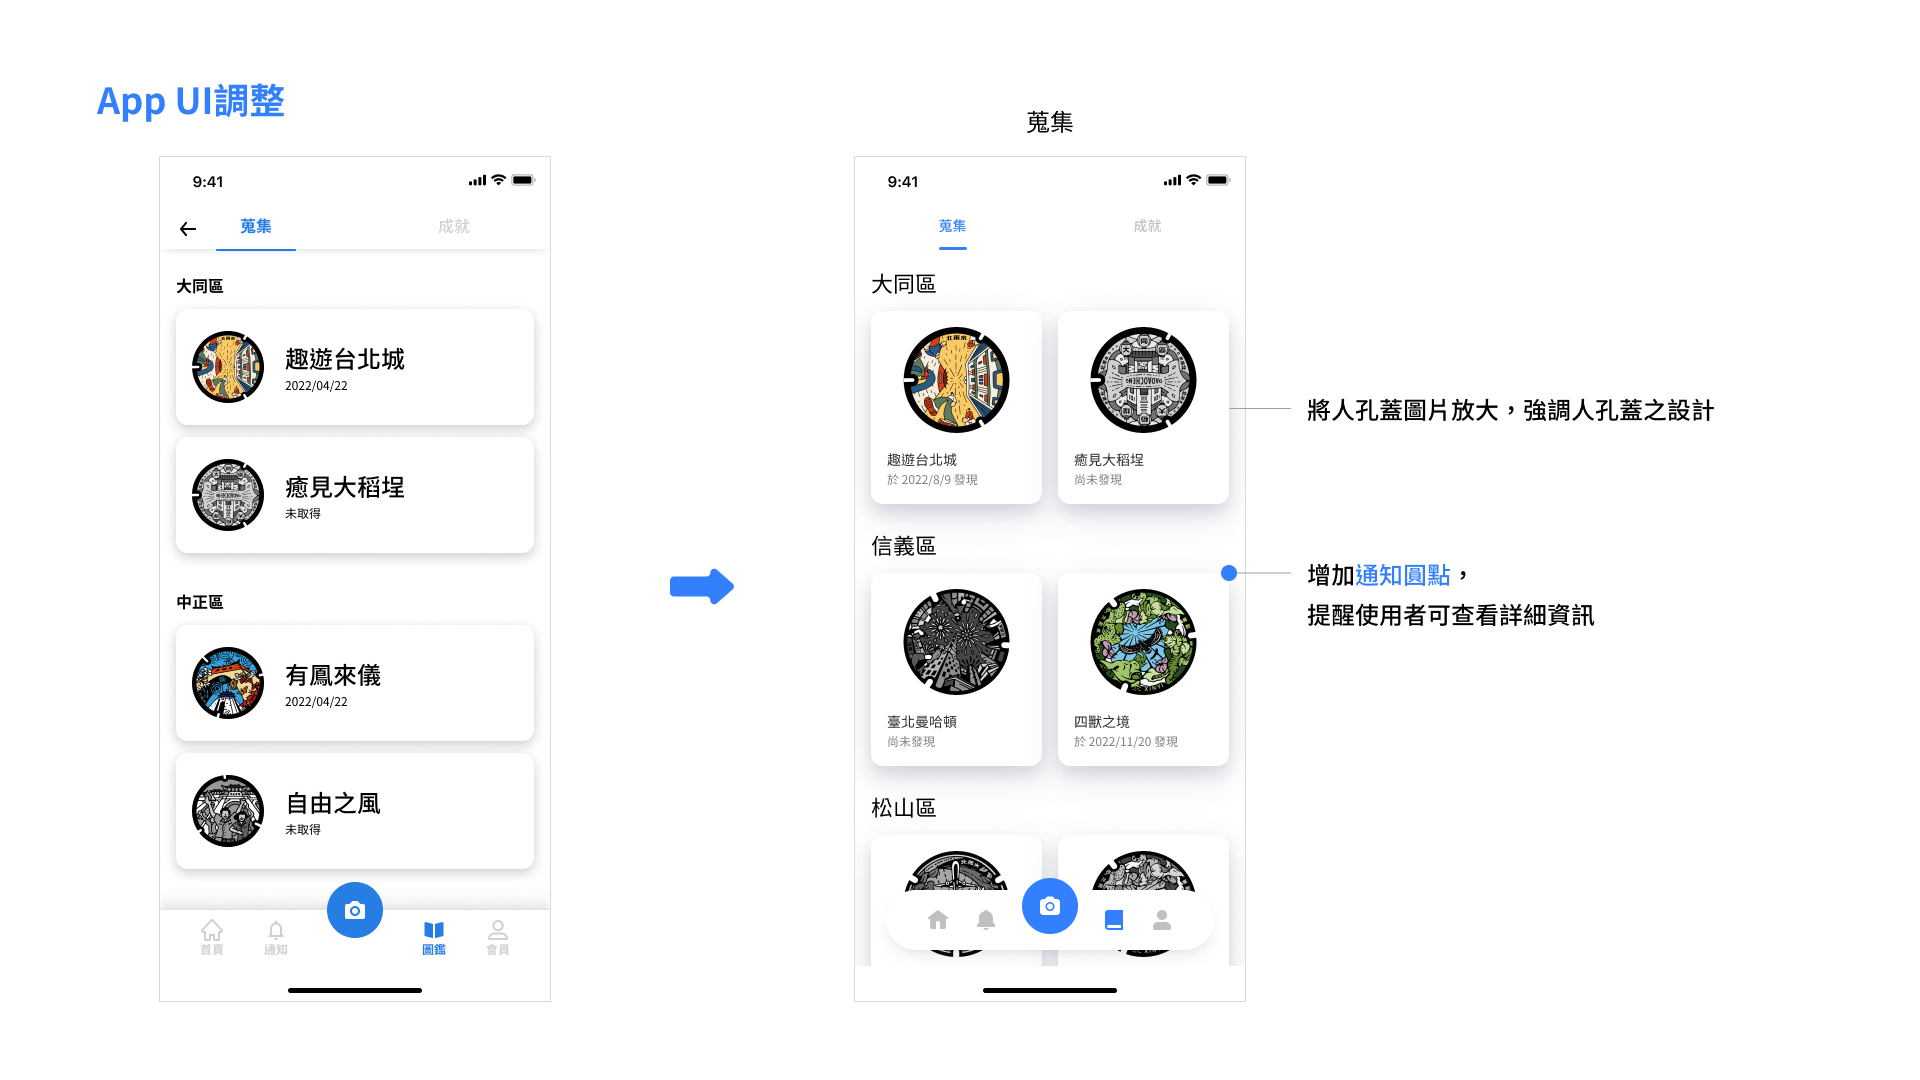 App UI調整
9:41
蒐集
成就
大同區
趣遊台北城
2022/04/22
癒見大稻埕
未取得
中正區
有鳳來儀
2022/04/22
自由之風
未取得
首頁
通知
圖鑑
會員
蒐集
9:41
蒐集
成就
大同區
趣遊台北城
於 2022/8/9 發現
癒見大稻埕
尚未發現
信義區
臺北曼哈頓
尚未發現
四獸之境
於 2022/11/20 發現
松山區
將人孔蓋圖片放大，強調人孔蓋之設計
增加通知圓點，
提醒使用者可查看詳細資訊